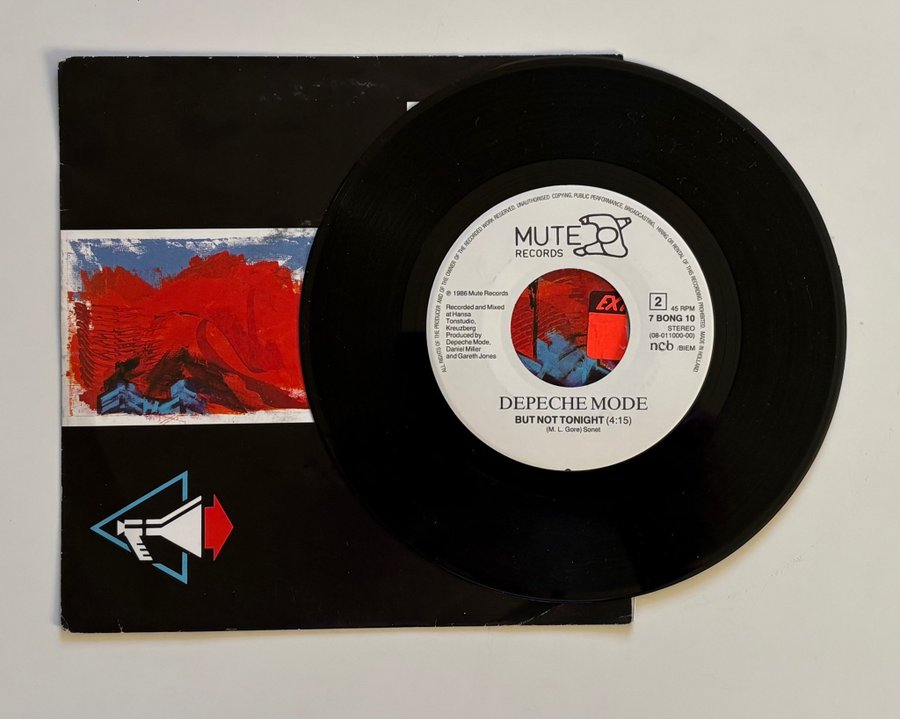 ALL RIGHTS OF THE PRODUCER AND OF THE OWNER OF THE RECORDED WORK RESERVED. UNAUTHORISED COPYING, PUBLIC PERFORMANCE, BROADCASTING, HIRING OR RENTAL OF THIS RECORDING PROHIBITED. MADE IN HOLLAND
MUTE
RECORDS
℗ 1986 Mute Records
Recorded and Mixed
at Hansa
Tonstudio,
Kreuzberg
Produced by
Depeche Mode,
Daniel Miller
and Gareth Jones
2
45 RPM
7 BONG 10
STEREO
(08-011000-00)
ncb /BIEM
DEPECHE MODE
BUT NOT TONIGHT (4:15)
(M. L. Gore) Sonet